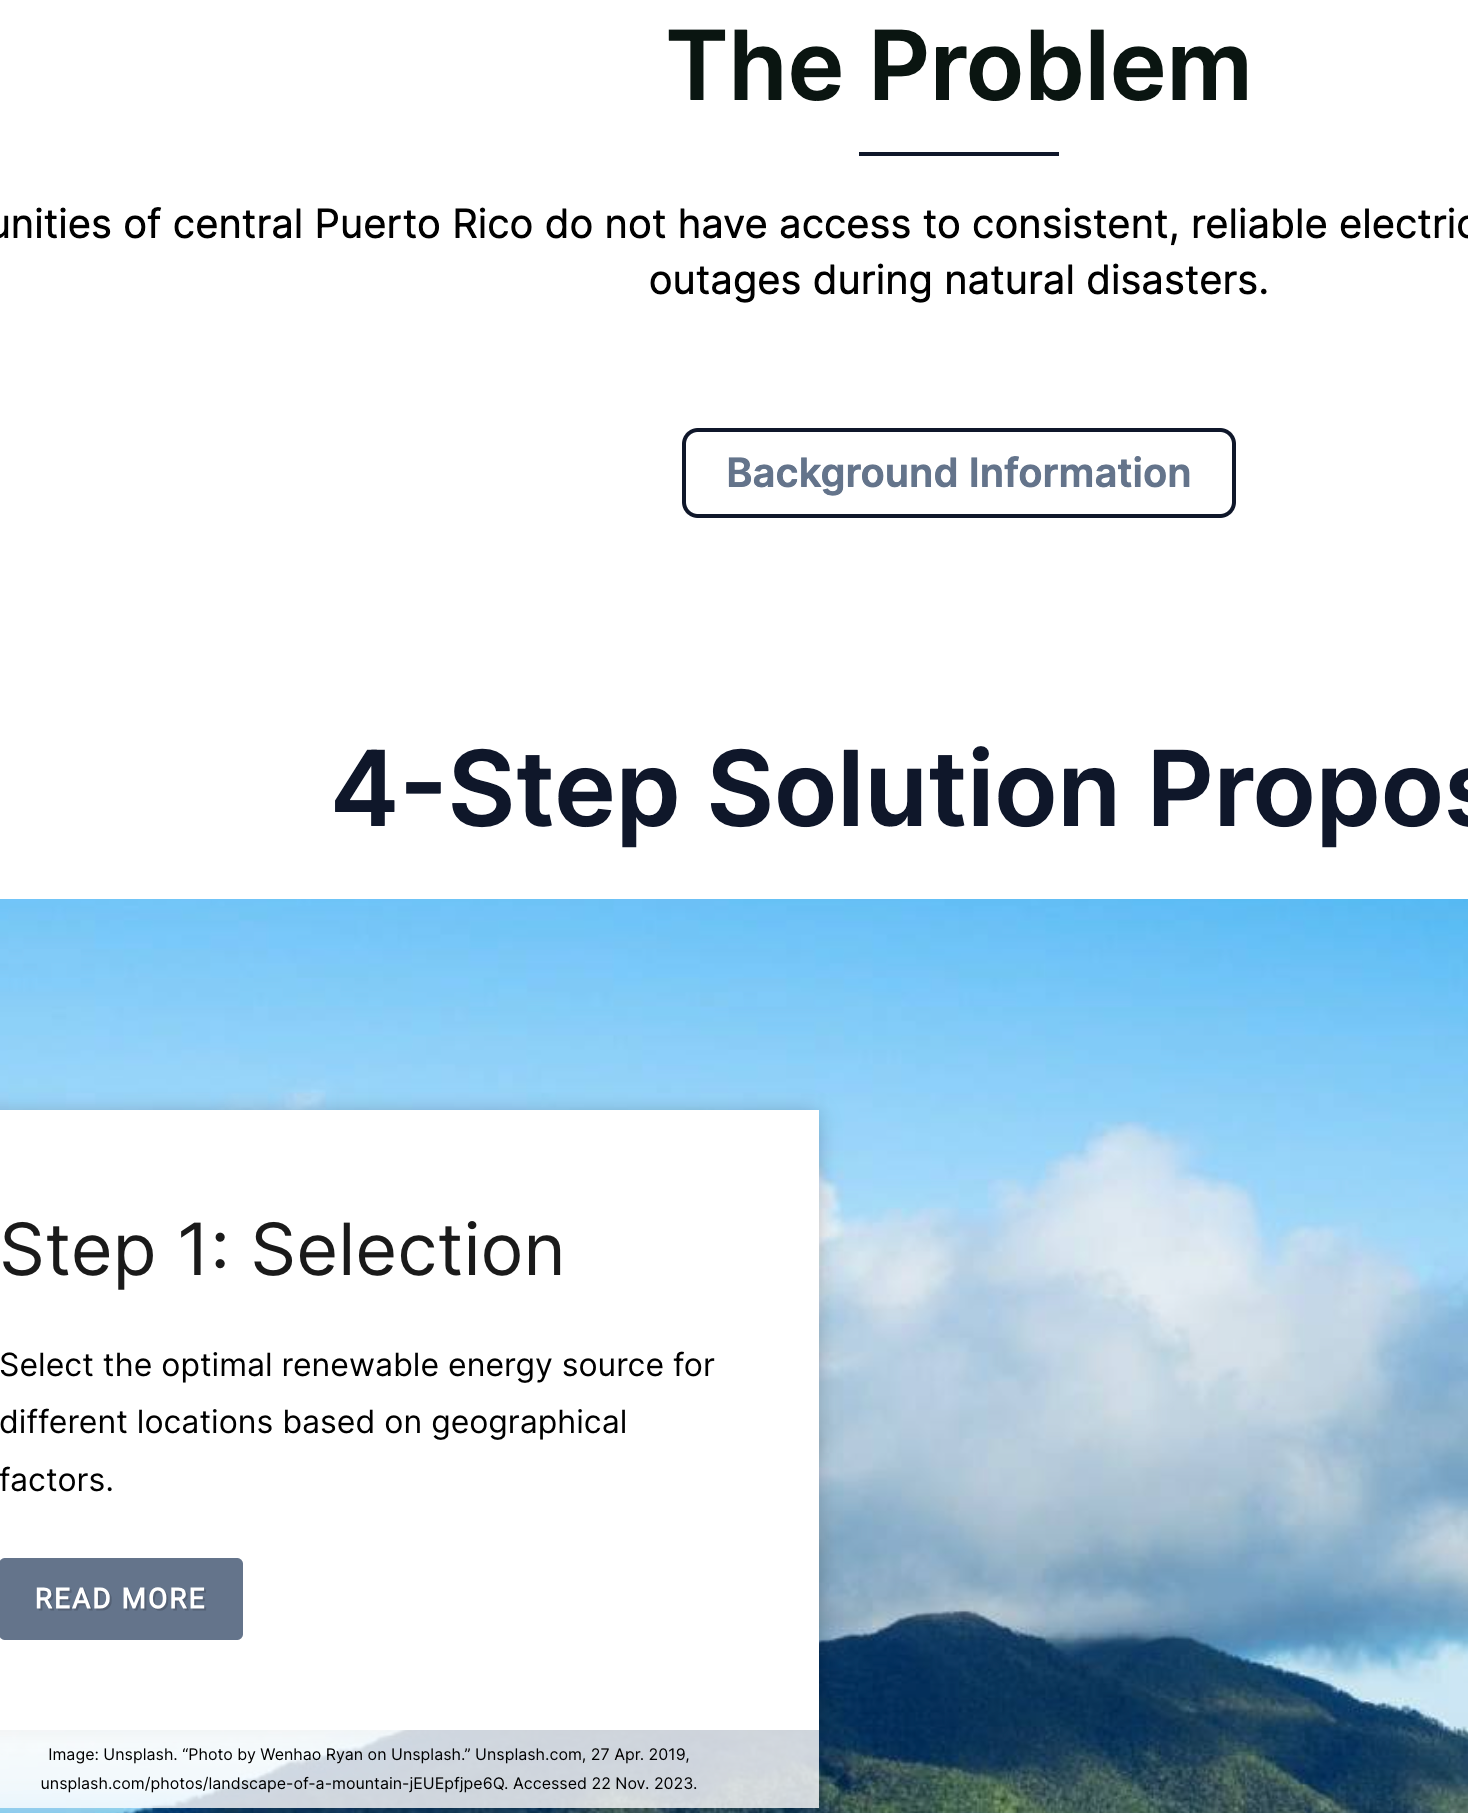 The Problem
of central Puerto Rico do not have access to consistent, reliable
outages during natural disasters.
Background Information
4-Step Solution
Step 1: Selection
Select the optimal renewable energy source for
different locations based on geographical
factors.
READ MORE
Image: Unsplash. “Photo by Wenhao Ryan on Unsplash.” Unsplash.com, 27 Apr. 2019,
unsplash.com/photos/landscape-of-a-mountain-jEUEpfjpe6Q. Accessed 22 Nov. 2023.